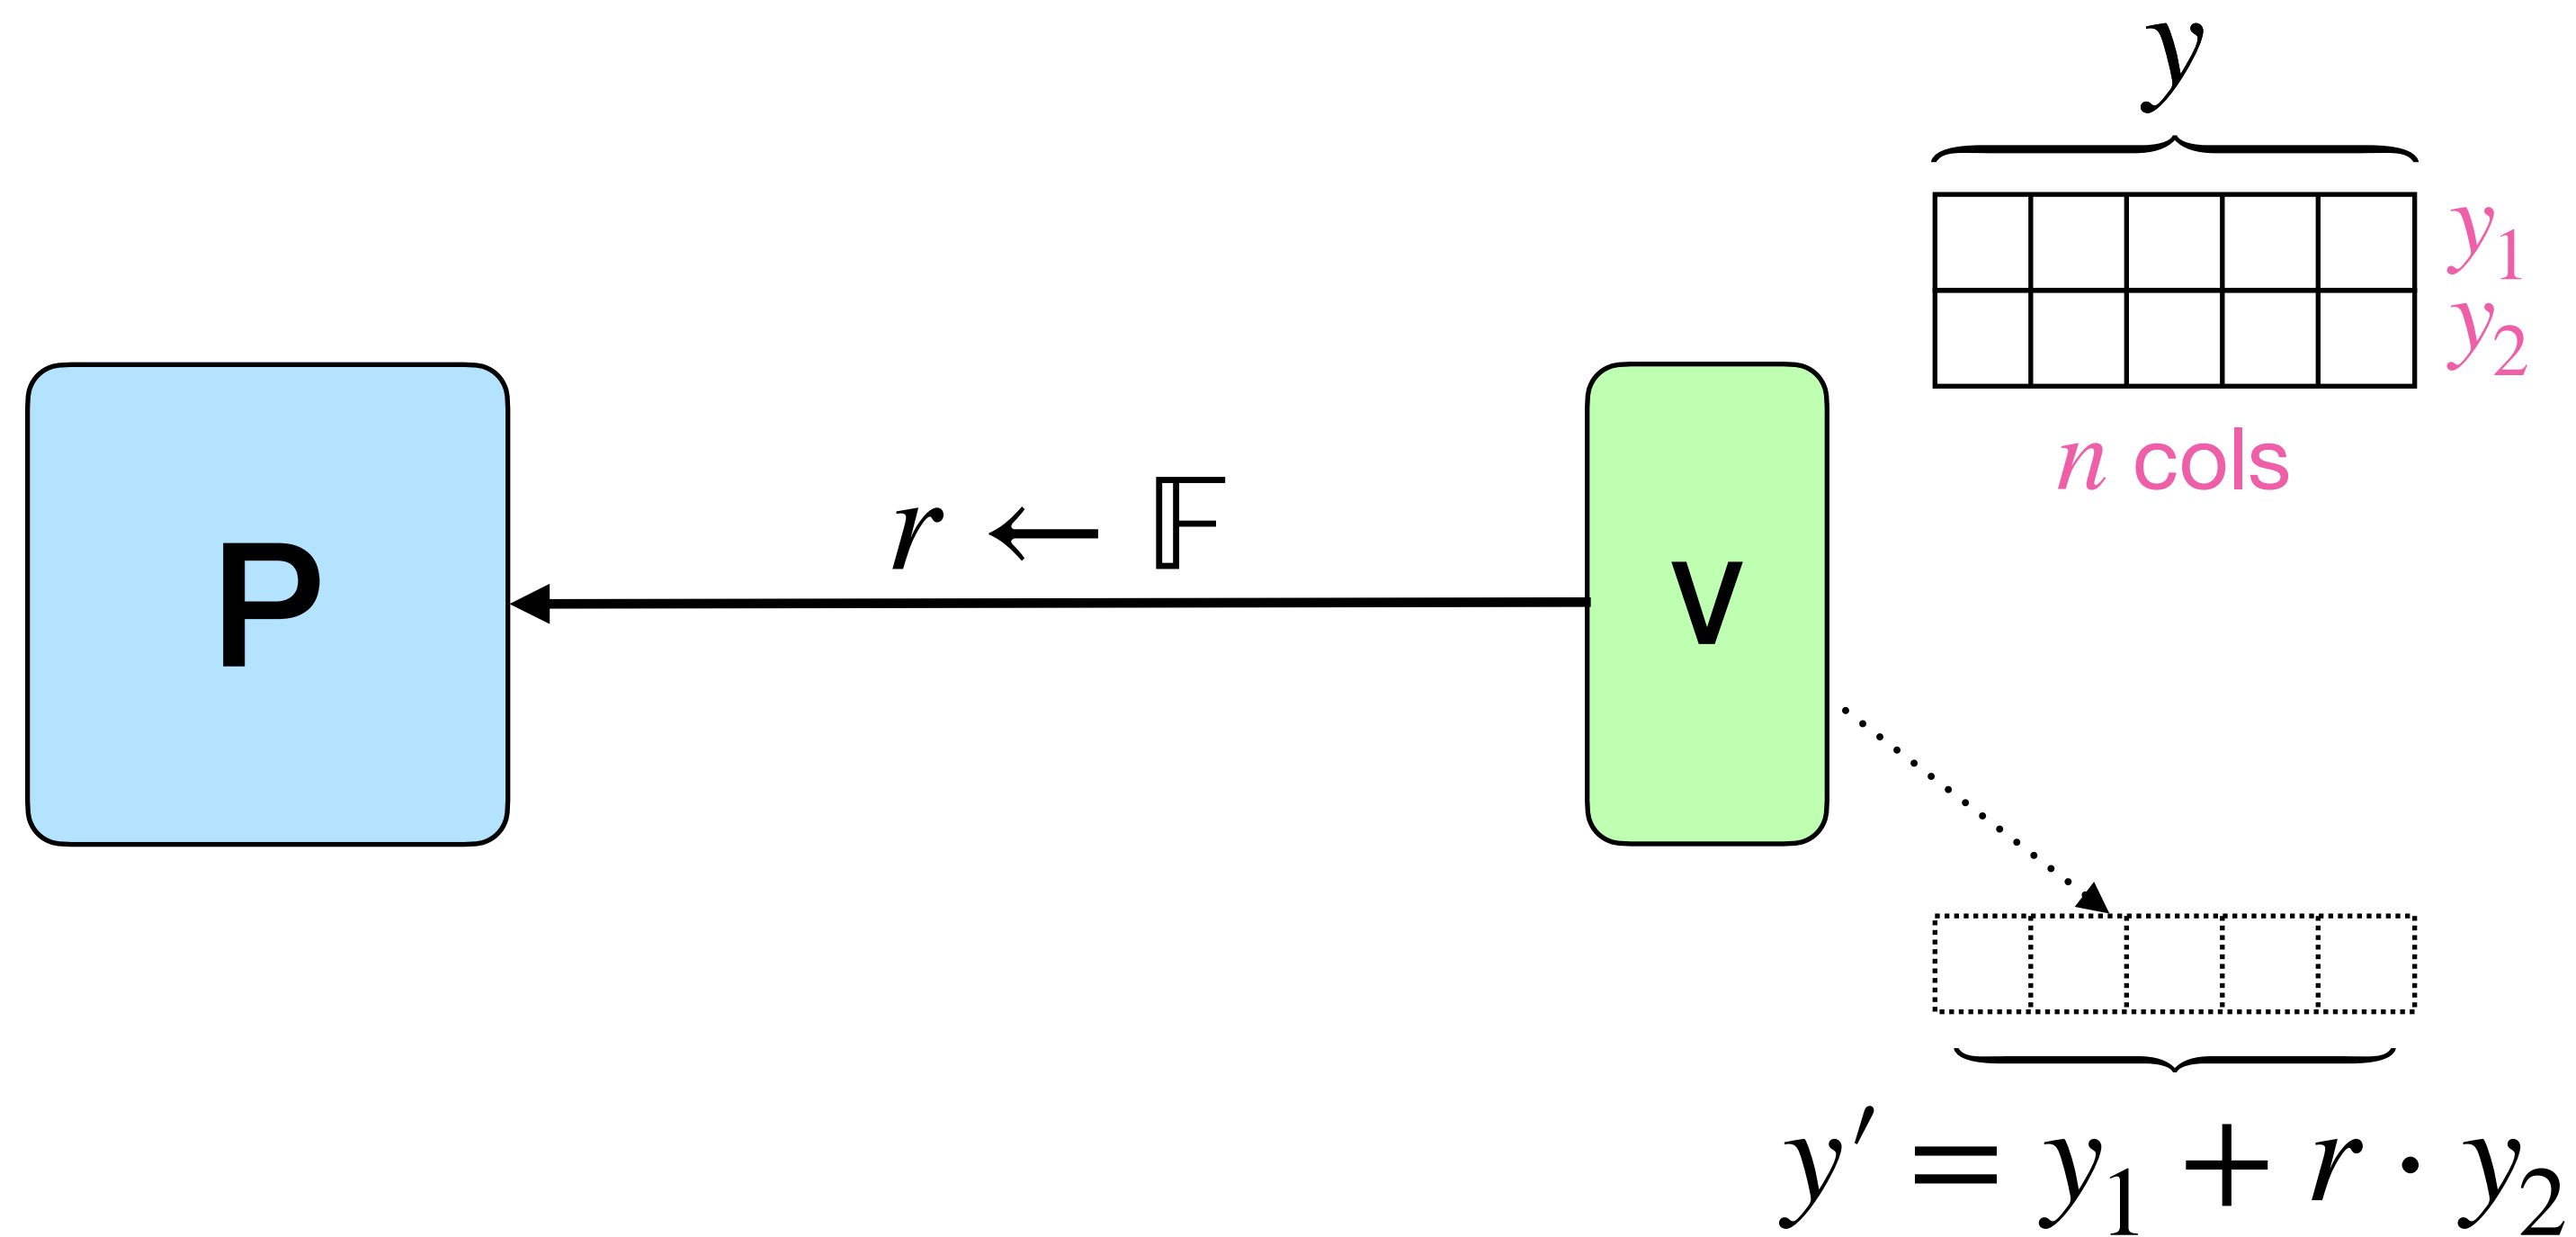 y
y₁
y₂
n cols
r ← 𝔽
P
V
y′ = y₁ + r · y₂